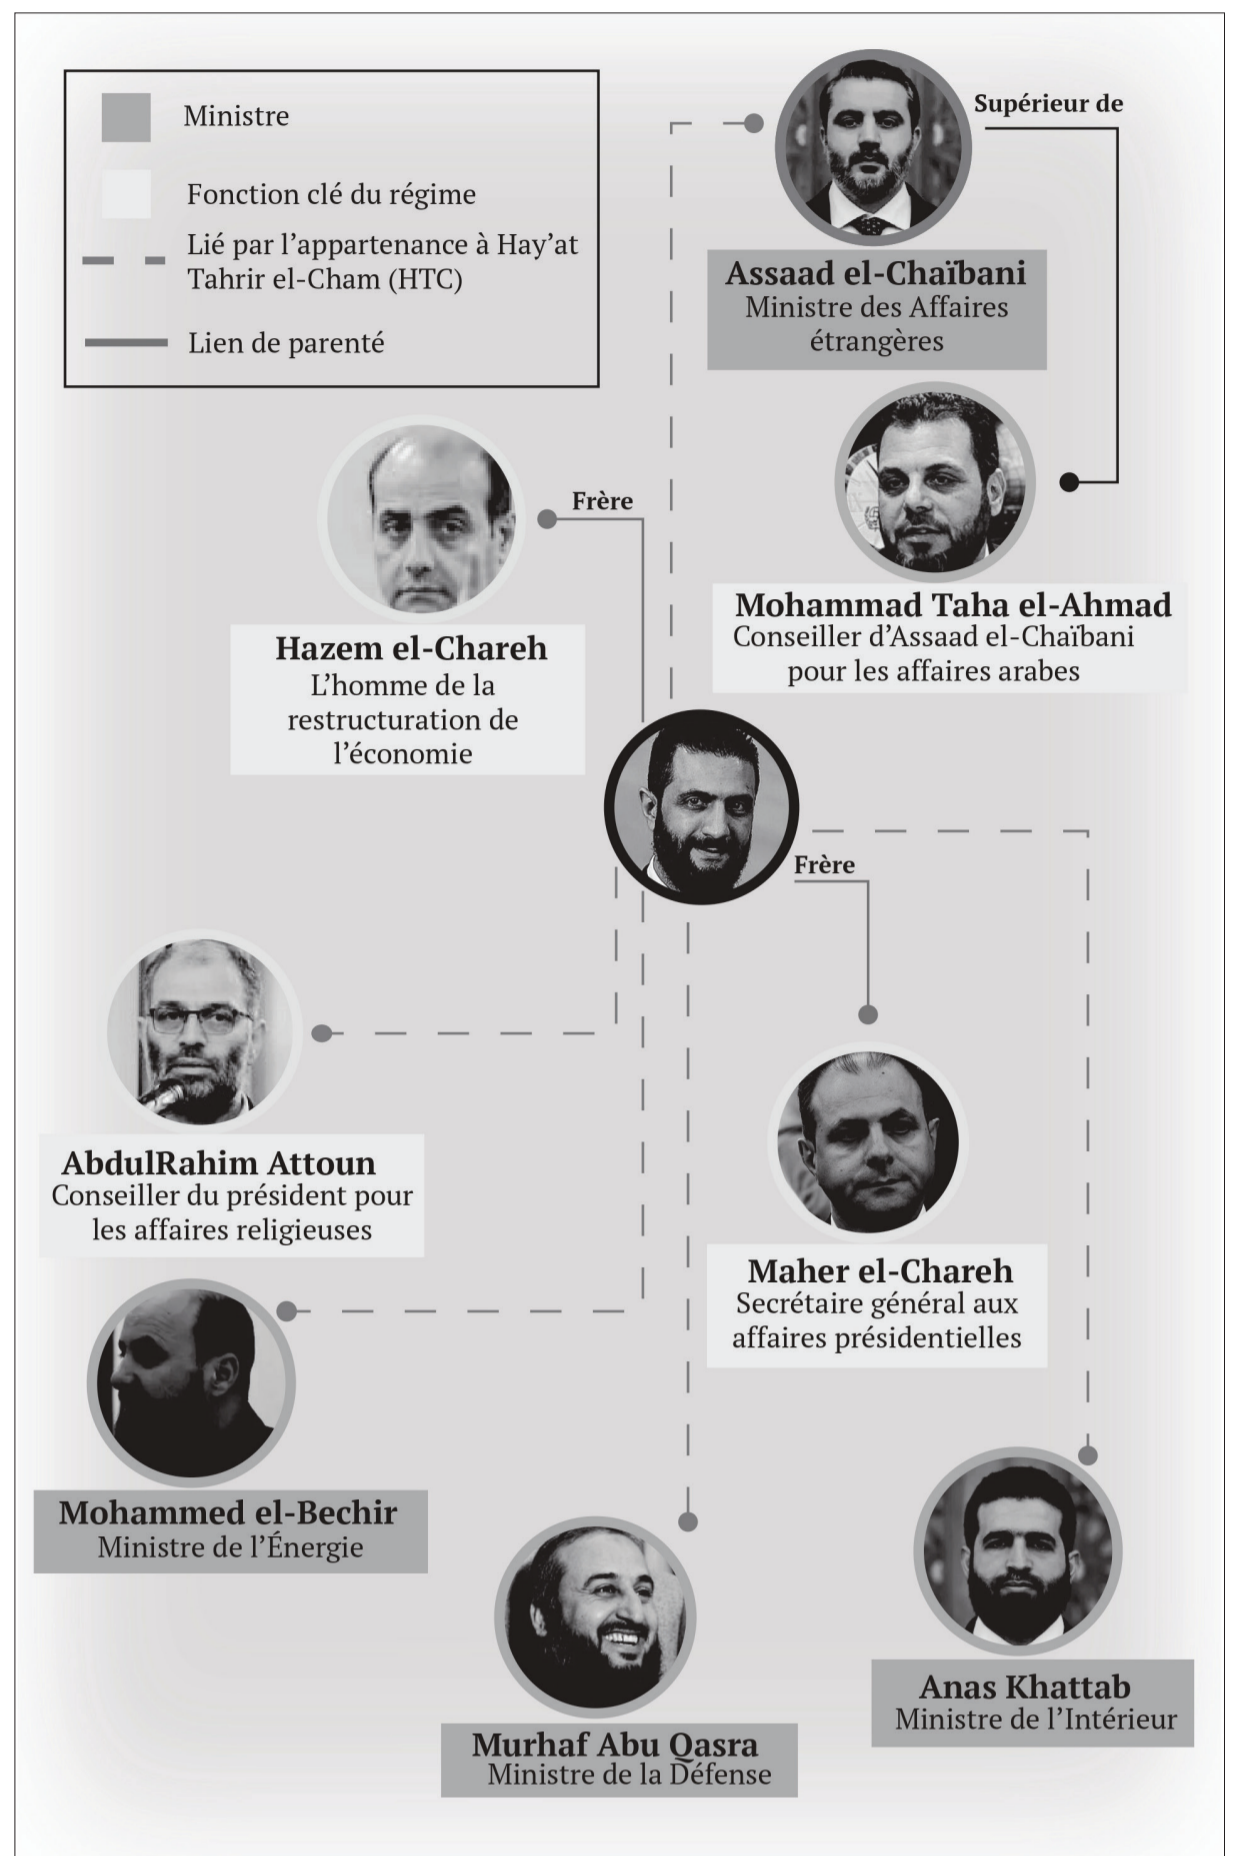 Ministre
Fonction clé du régime
Lié par l’appartenance à Hay’at
Tahrir el-Cham (HTC)
Lien de parenté
Supérieur de
Assaad el-Chaïbani
Ministre des Affaires
étrangères
Frère
Hazem el-Chareh
L’homme de la
restructuration de
l’économie
Mohammad Taha el-Ahmad
Conseiller d’Assaad el-Chaïbani
pour les affaires arabes
Frère
AbdulRahim Attoun
Conseiller du président pour
les affaires religieuses
Maher el-Chareh
Secrétaire général aux
affaires présidentielles
Mohammed el-Bechir
Ministre de l’Énergie
Murhaf Abu Qasra
Ministre de la Défense
Anas Khattab
Ministre de l’Intérieur